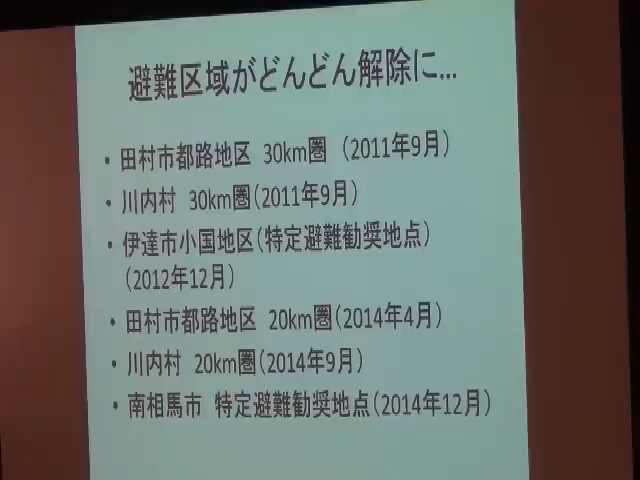 避難区域がどんどん解除に...
・田村市都路地区 30km圏 （2011年9月）
・川内村 30km圏（2011年9月）
・伊達市小国地区（特定避難勧奨地点）
（2012年12月）
・田村市都路地区 20km圏（2014年4月）
・川内村 20km圏（2014年9月）
・南相馬市 特定避難勧奨地点（2014年12月）